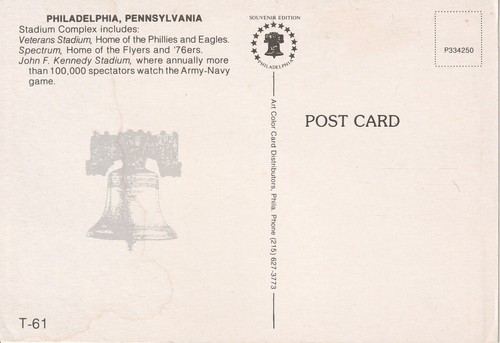 PHILADELPHIA, PENNSYLVANIA
Stadium Complex includes:
Veterans Stadium, Home of the Phillies and Eagles.
Spectrum, Home of the Flyers and '76ers.
John F. Kennedy Stadium, where annually more
than 100,000 spectators watch the Army-Navy
game.
SOUVENIR EDITION
PHILADELPHIA
P334250
POST CARD
Art Color Card Distributors, Phila. Phone (215) 627-3773
T-61